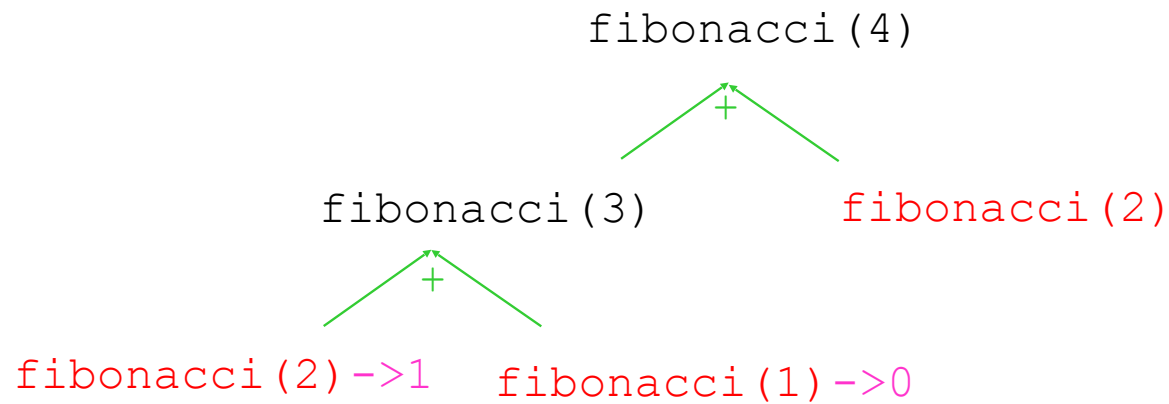 fibonacci(4)
+
fibonacci(3) fibonacci(2)
+
fibonacci(2)->1 fibonacci(1)->0